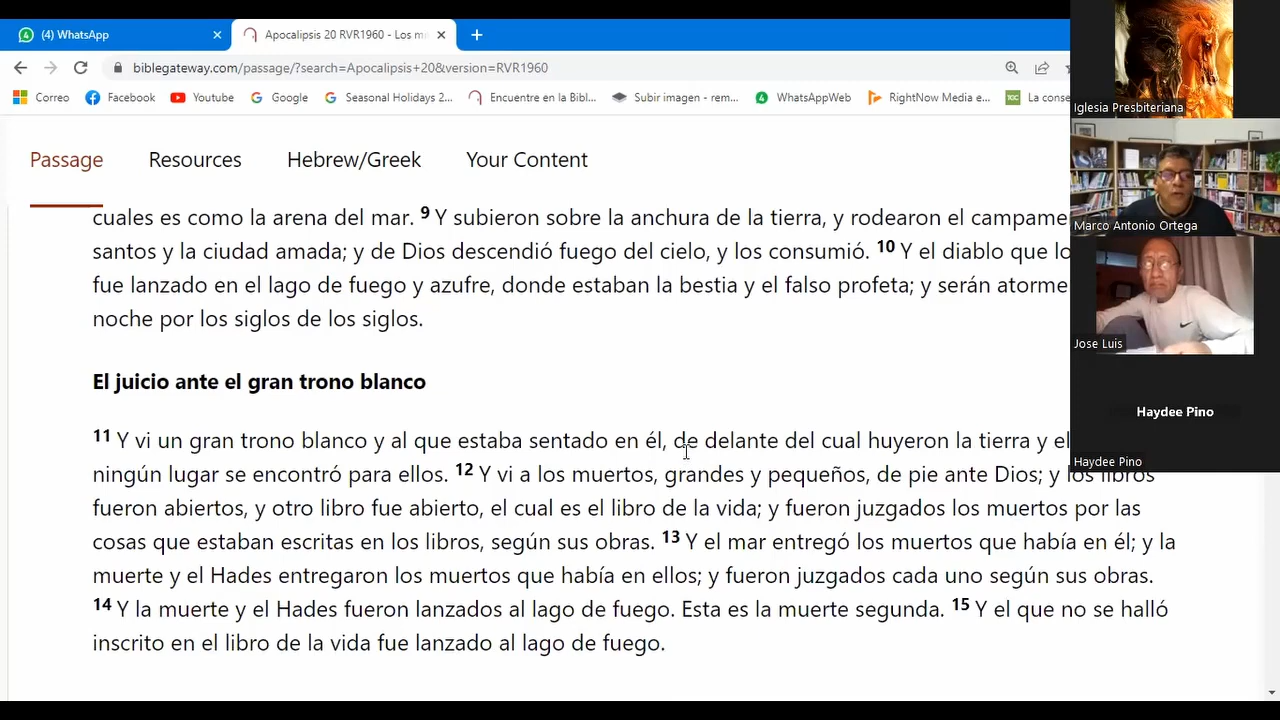 (4) WhatsApp
Apocalipsis 20 RVR1960 - Los m
biblegateway.com/passage/?search=Apocalipsis+20&version=RVR1960
Correo Facebook Youtube Google Seasonal Holidays 2... Encuentre en la Bibl... Subir imagen - rem... WhatsAppWeb RightNow Media e... La conse
Iglesia Presbiteriana
Passage Resources Hebrew/Greek Your Content
cuales es como la arena del mar. 9 Y subieron sobre la anchura de la tierra, y rodearon el campame
santos y la ciudad amada; y de Dios descendió fuego del cielo, y los consumió. 10 Y el diablo que lo
fue lanzado en el lago de fuego y azufre, donde estaban la bestia y el falso profeta; y serán atorme
noche por los siglos de los siglos.
Marco Antonio Ortega
Jose Luis
Haydee Pino
Haydee Pino
El juicio ante el gran trono blanco
11 Y vi un gran trono blanco y al que estaba sentado en él, de delante del cual huyeron la tierra y el
ningún lugar se encontró para ellos. 12 Y vi a los muertos, grandes y pequeños, de pie ante Dios; y los libros
fueron abiertos, y otro libro fue abierto, el cual es el libro de la vida; y fueron juzgados los muertos por las
cosas que estaban escritas en los libros, según sus obras. 13 Y el mar entregó los muertos que había en él; y la
muerte y el Hades entregaron los muertos que había en ellos; y fueron juzgados cada uno según sus obras.
14 Y la muerte y el Hades fueron lanzados al lago de fuego. Esta es la muerte segunda. 15 Y el que no se halló
inscrito en el libro de la vida fue lanzado al lago de fuego.